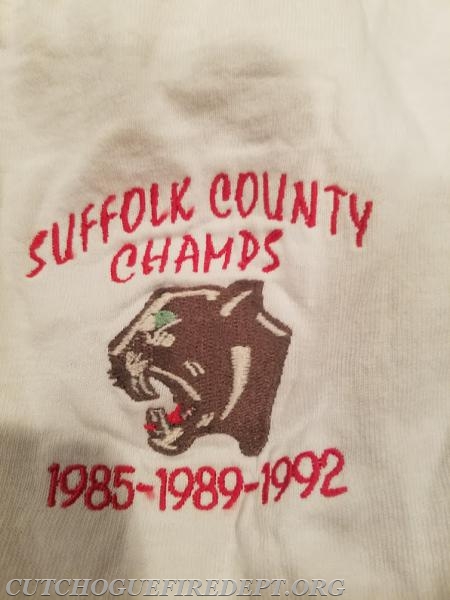 SUFFOLK COUNTY
CHAMPS
1985-1989-1992
CUTCHOGUEFIREDEPT.ORG